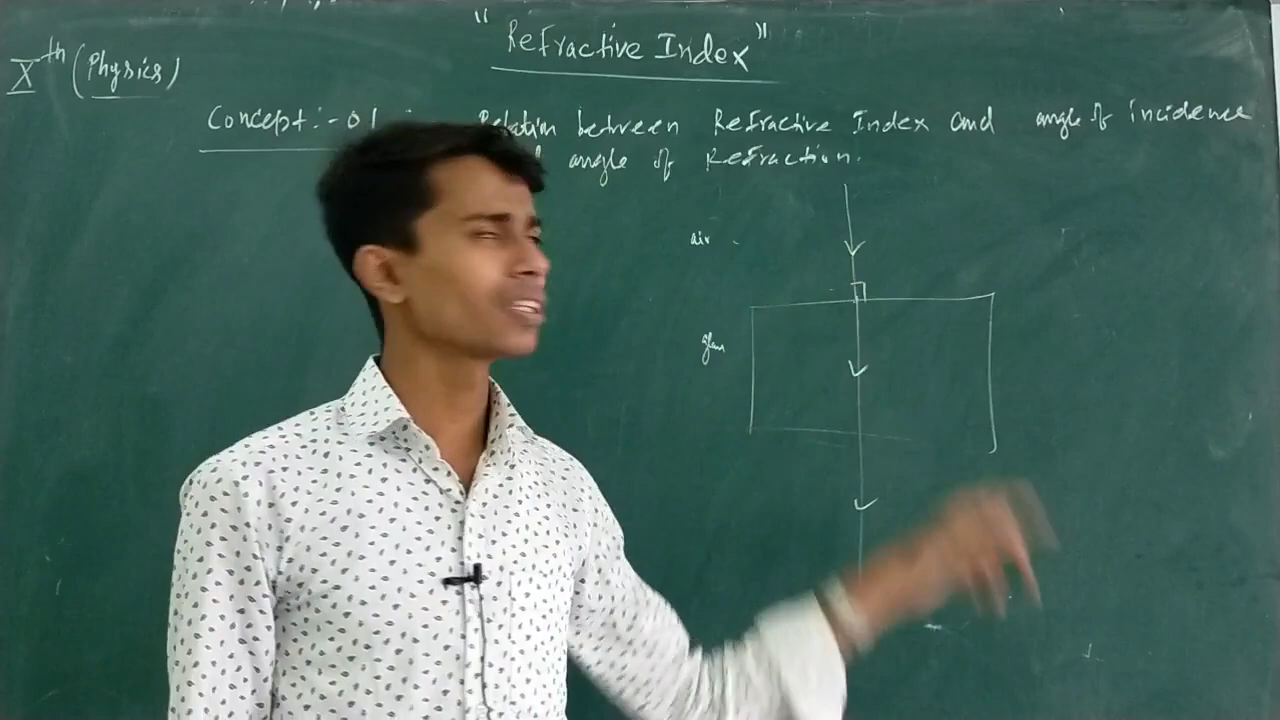 "Refractive Index"
Xth (Physics)
Concept:-01 : Relation between Refractive Index and angle of incidence
angle of Refraction.
air
glass